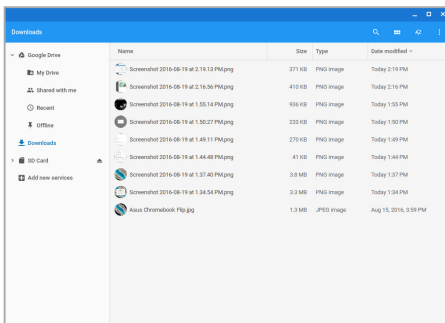 Downloads
Google Drive
My Drive
Shared with me
Recent
Offline
Downloads
SD Card
Add new services
Name Size Type Date modified
Screenshot 2016-08-19 at 2.19.13 PM.png 371 KB PNG image Today 2:19 PM
Screenshot 2016-08-19 at 2.16.56 PM.png 410 KB PNG image Today 2:16 PM
Screenshot 2016-08-19 at 1.55.14 PM.png 936 KB PNG image Today 1:55 PM
Screenshot 2016-08-19 at 1.50.27 PM.png 233 KB PNG image Today 1:50 PM
Screenshot 2016-08-19 at 1.49.11 PM.png 270 KB PNG image Today 1:49 PM
Screenshot 2016-08-19 at 1.44.48 PM.png 41 KB PNG image Today 1:44 PM
Screenshot 2016-08-19 at 1.37.40 PM.png 3.8 MB PNG image Today 1:37 PM
Screenshot 2016-08-19 at 1.34.54 PM.png 3.3 MB PNG image Today 1:34 PM
Asus Chromebook Flip.jpg 1.3 MB JPEG image Aug 15, 2016, 3:59 PM